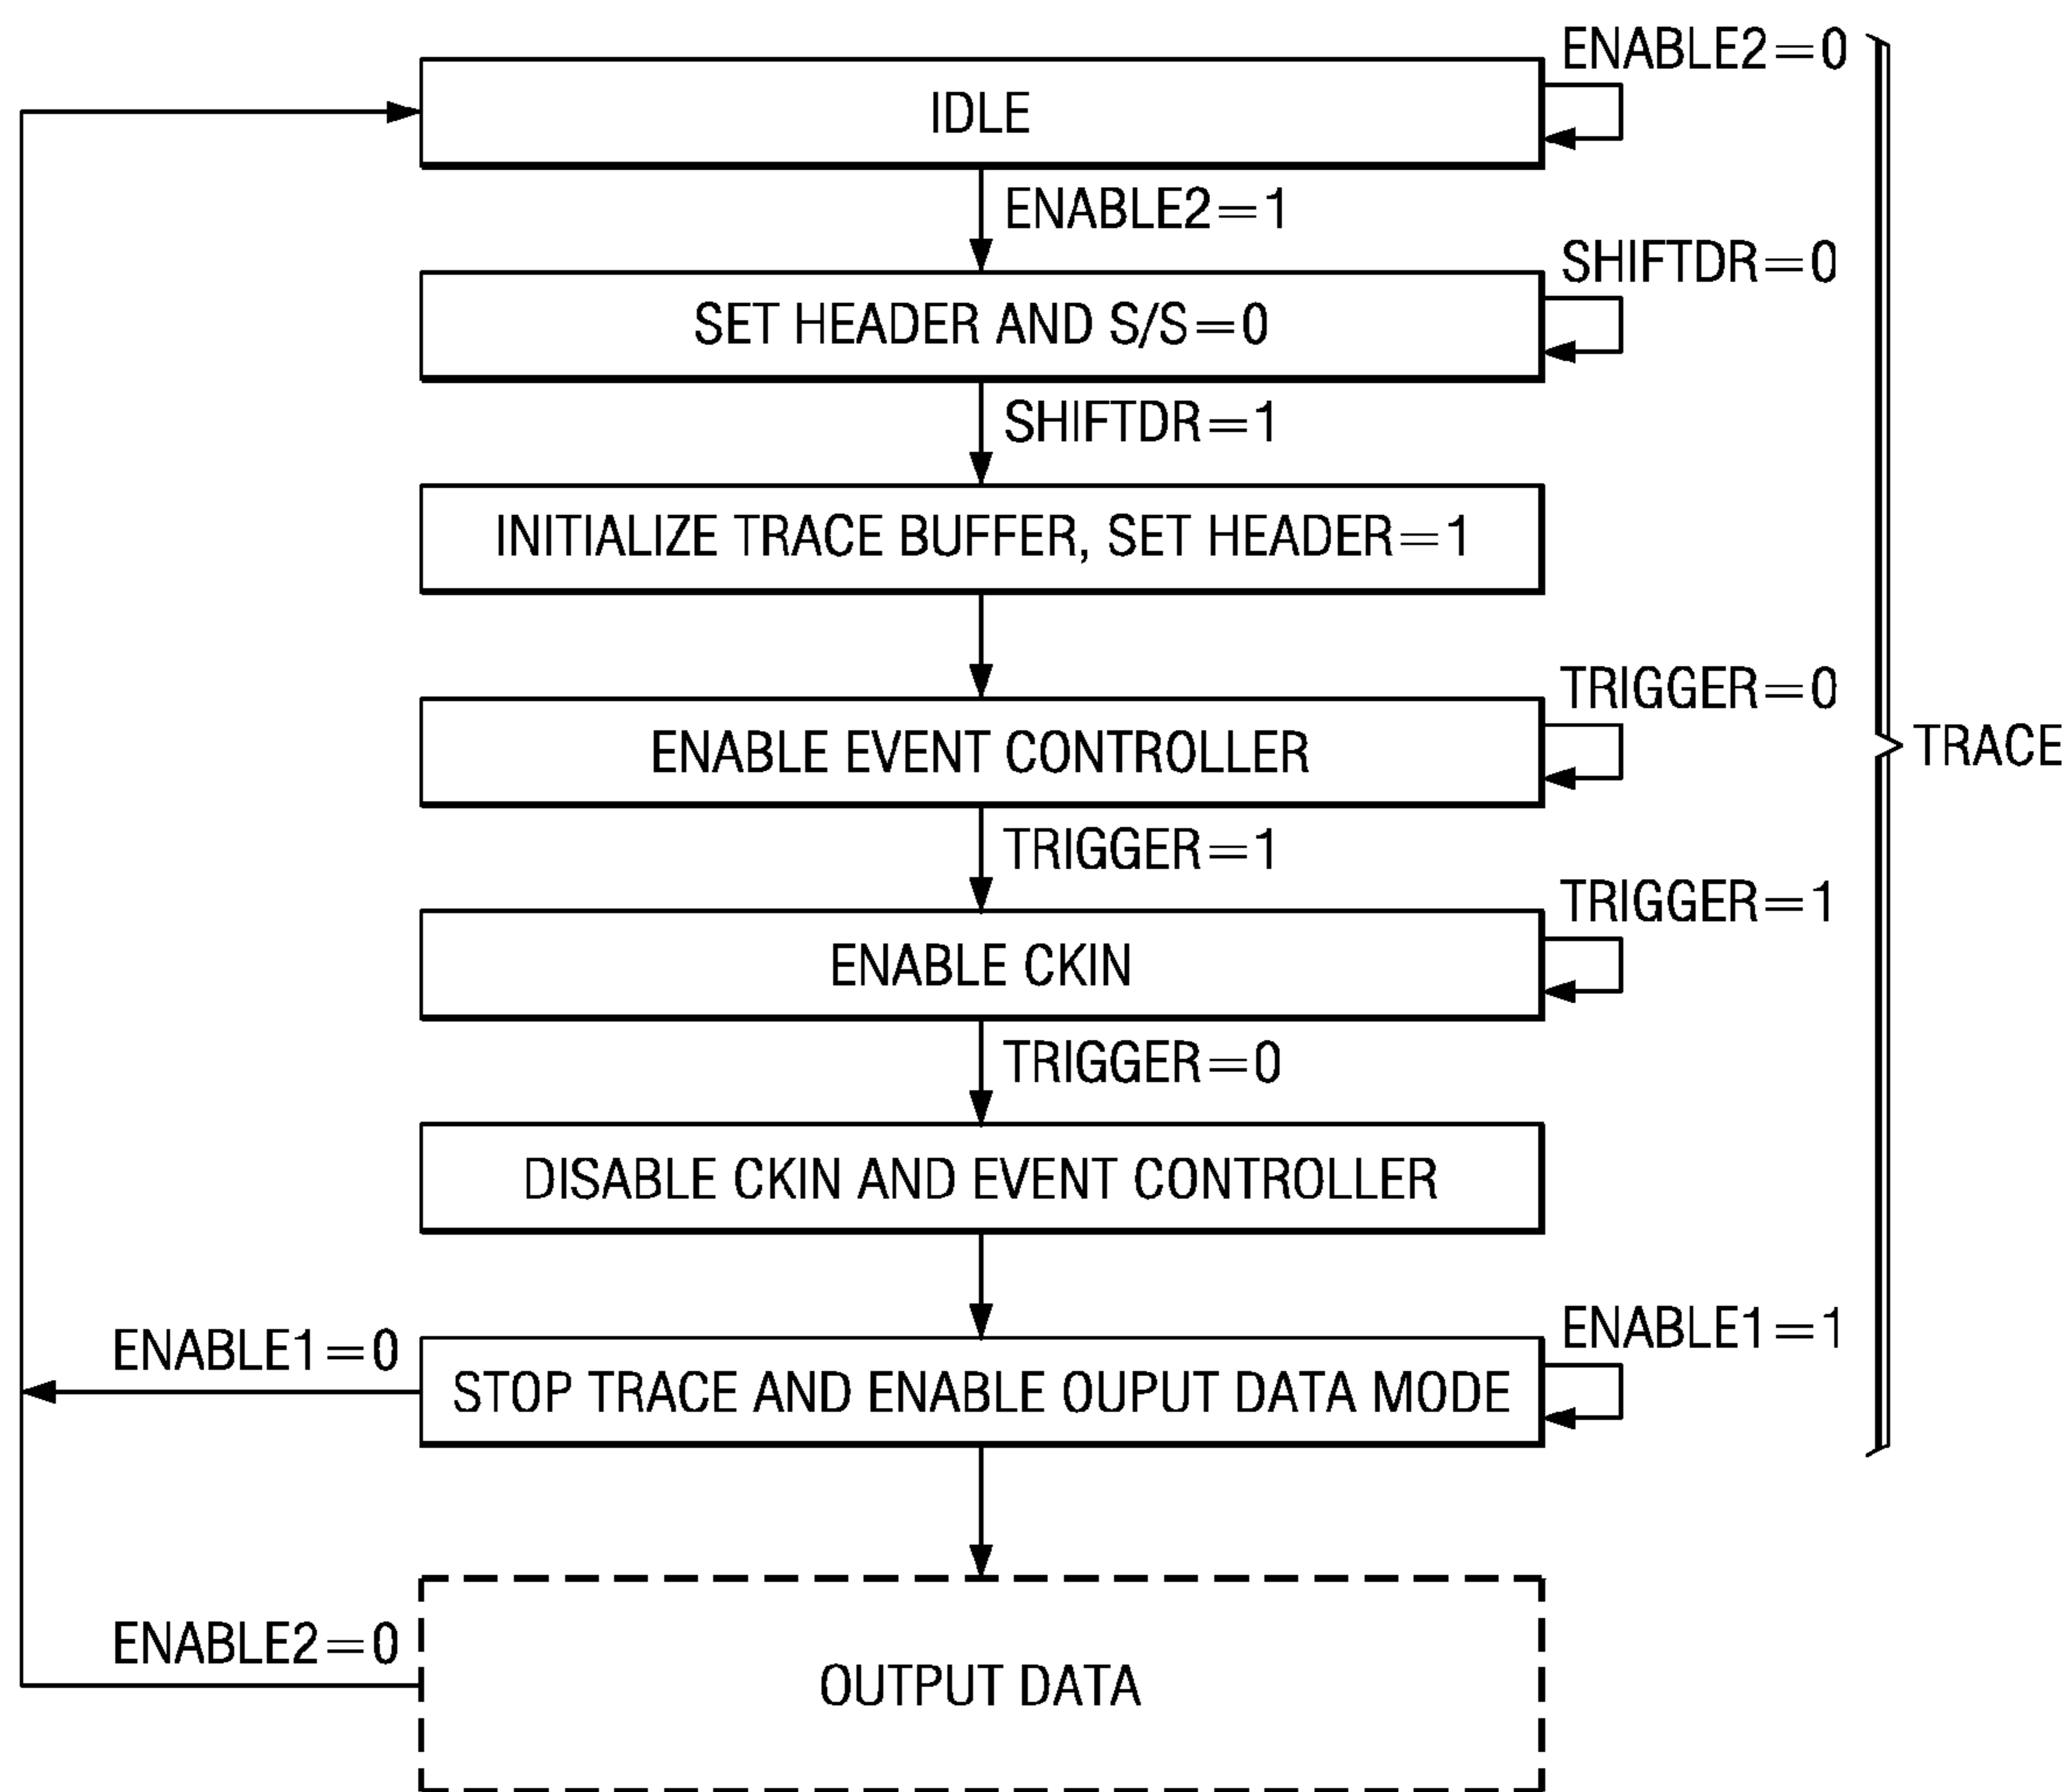 ENABLE2=0
IDLE
ENABLE2=1
SHIFTDR=0
SET HEADER AND S/S=0
SHIFTDR=1
INITIALIZE TRACE BUFFER, SET HEADER=1
TRIGGER=0
ENABLE EVENT CONTROLLER
TRACE
TRIGGER=1
TRIGGER=1
ENABLE CKIN
TRIGGER=0
DISABLE CKIN AND EVENT CONTROLLER
ENABLE1=1
ENABLE1=0
STOP TRACE AND ENABLE OUPUT DATA MODE
ENABLE2=0
OUTPUT DATA